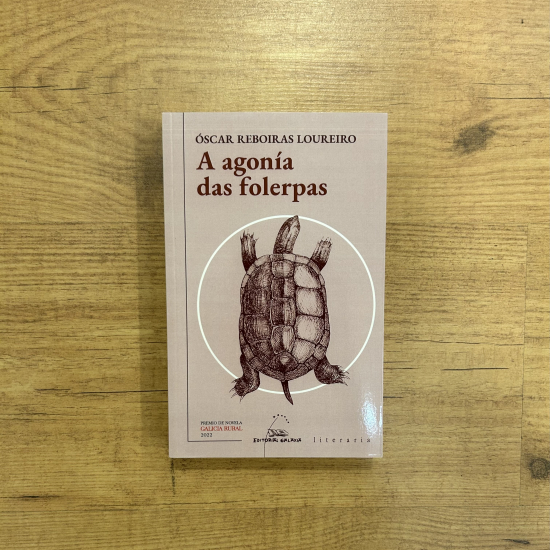 ÓSCAR REBOIRAS LOUREIRO
A agonía
das folerpas
PREMIO DE NOVELA
GALICIA RURAL
2022
EDITORIAL GALAXIA
literaria